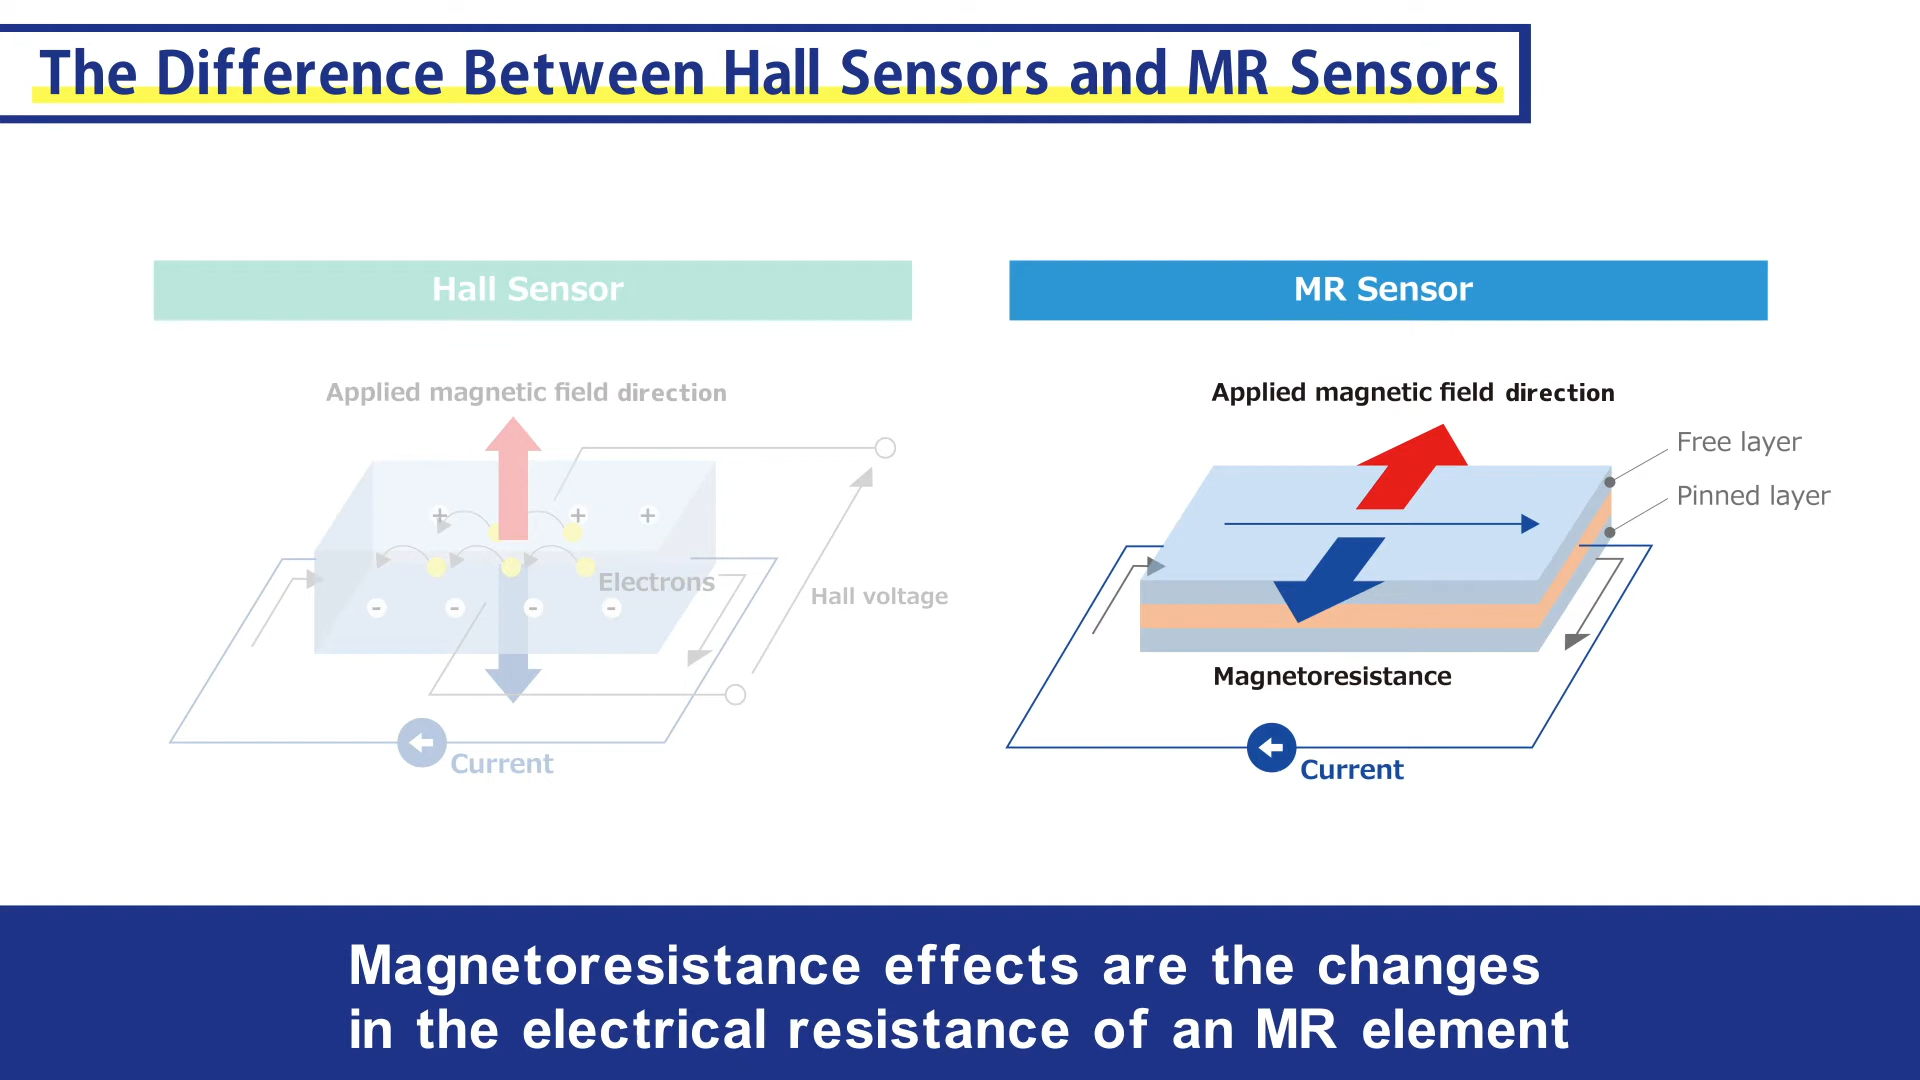 The Difference Between Hall Sensors and MR Sensors
Hall Sensor
Applied magnetic field direction
+ + +
Electrons
- - - -
Hall voltage
Current
MR Sensor
Applied magnetic field direction
Free layer
Pinned layer
Magnetoresistance
Current
Magnetoresistance effects are the changes
in the electrical resistance of an MR element